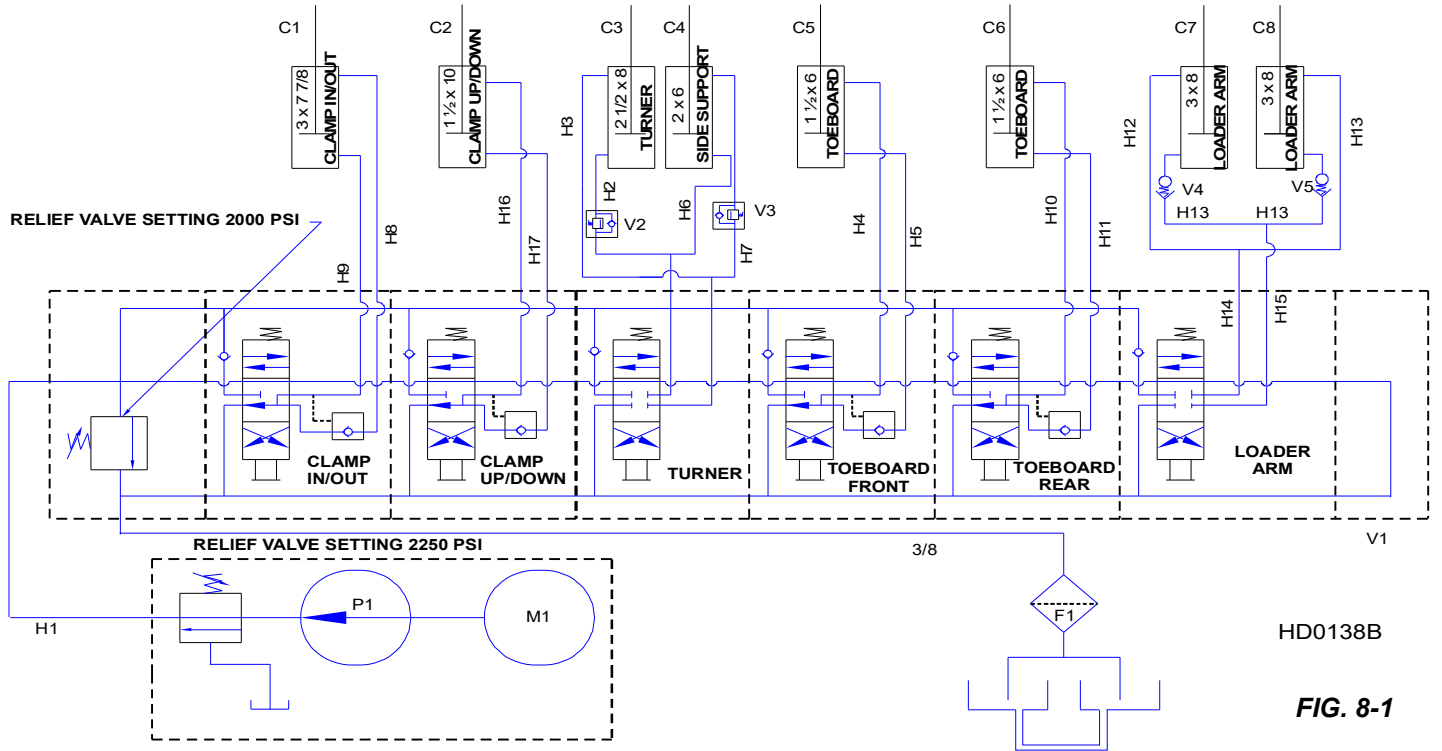 C1
C2
C3
C4
C5
C6
C7
C8
3 x 7 7/8
CLAMP IN/OUT
1 ½ x 10
CLAMP UP/DOWN
2 1/2 x 8
TURNER
2 x 6
SIDE SUPPORT
1 ½ x 6
TOEBOARD
1 ½ x 6
TOEBOARD
3 x 8
LOADER ARM
3 x 8
LOADER ARM
H3
H12
H13
V4
V5
H13
H13
H2
H6
V2
V3
H7
H16
H17
H4
H5
H10
H11
RELIEF VALVE SETTING 2000 PSI
H8
H9
H14
H15
CLAMP
IN/OUT
CLAMP
UP/DOWN
TURNER
TOEBOARD
FRONT
TOEBOARD
REAR
LOADER
ARM
V1
RELIEF VALVE SETTING 2250 PSI
3/8
H1
P1
M1
F1
HD0138B
FIG. 8-1